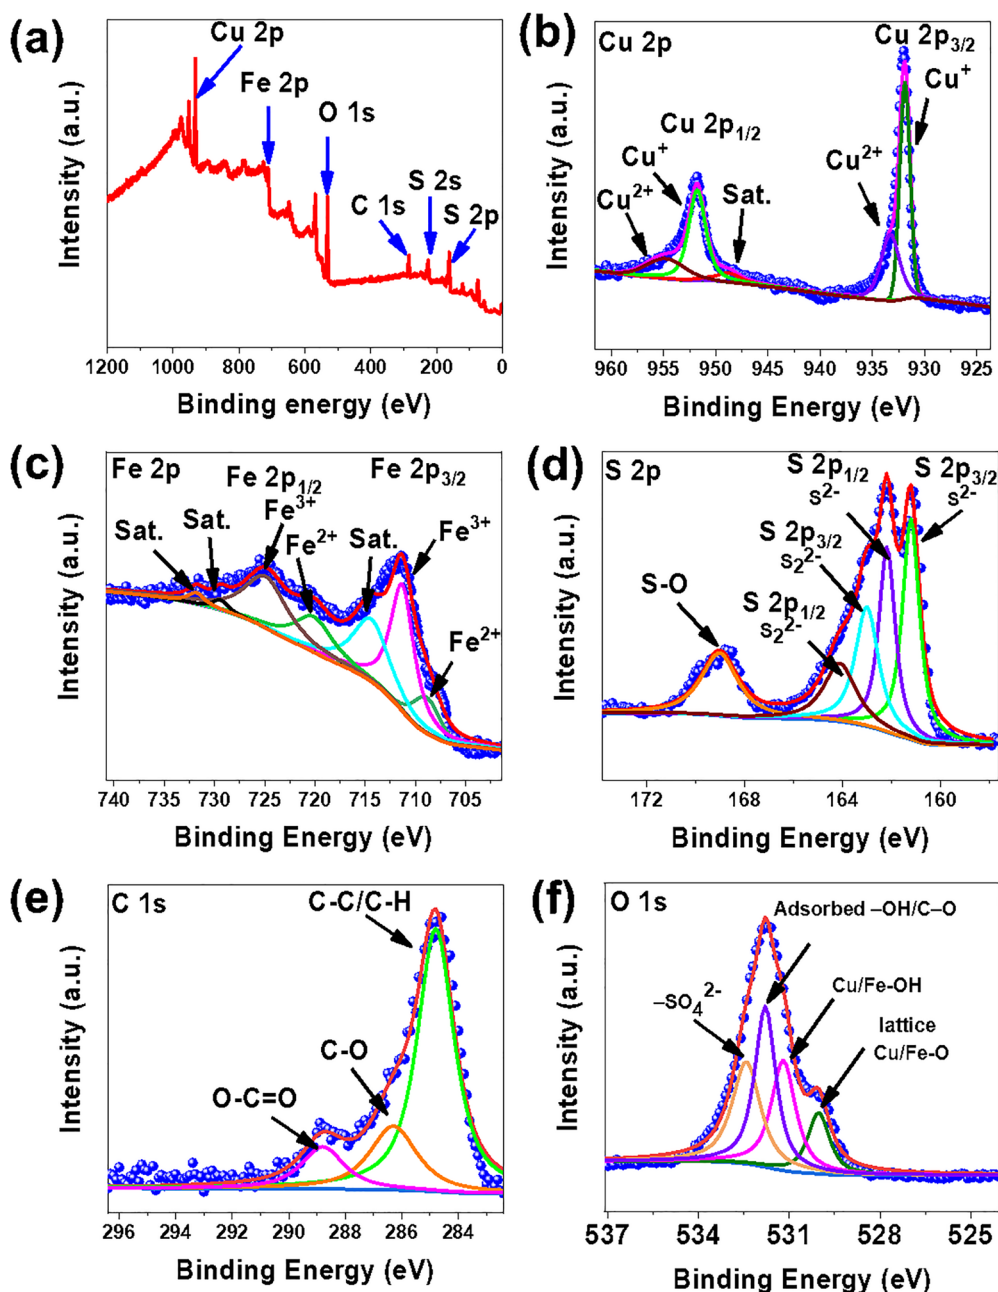 (a)
Cu 2p
Fe 2p
O 1s
C 1s
S 2s
S 2p
Intensity (a.u.)
1200 1000 800 600 400 200 0
Binding energy (eV)
(b)
Cu 2p
Cu 2p3/2
Cu+
Cu2+
Cu 2p1/2
Cu+
Cu2+
Sat.
Intensity (a.u.)
960 955 950 945 940 935 930 925
Binding Energy (eV)
(c)
Fe 2p
Fe 2p1/2
Fe 2p3/2
Sat.
Sat.
Fe3+
Fe2+
Sat.
Fe3+
Fe2+
Intensity (a.u.)
740 735 730 725 720 715 710 705
Binding Energy (eV)
(d)
S 2p
S 2p1/2
s2-
S 2p3/2
s2-
S 2p3/2
s22-
S 2p1/2
s22-
S-O
Intensity (a.u.)
172 168 164 160
Binding Energy (eV)
(e)
C 1s
C-C/C-H
C-O
O-C=O
Intensity (a.u.)
296 294 292 290 288 286 284
Binding Energy (eV)
(f)
O 1s
Adsorbed –OH/C–O
–SO42-
Cu/Fe-OH
lattice
Cu/Fe-O
Intensity (a.u.)
537 534 531 528 525
Binding Energy (eV)